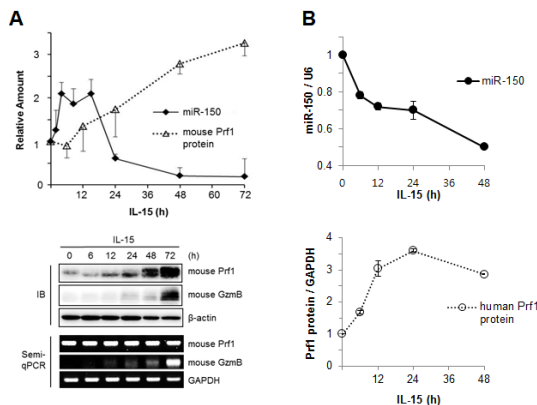 A
Relative Amount
4
3
2
1
0
miR-150
mouse Prf1
protein
12 24 36 48 60 72
IL-15 (h)
IL-15
0 6 12 24 48 72 (h)
IB
mouse Prf1
mouse GzmB
β-actin
Semi-
qPCR
mouse Prf1
mouse GzmB
GAPDH
B
miR-150 / U6
1
0.8
0.6
0.4
miR-150
0 12 24 36 48
IL-15 (h)
Prf1 protein / GAPDH
4
3
2
1
0
human Prf1
protein
0 12 24 36 48
IL-15 (h)